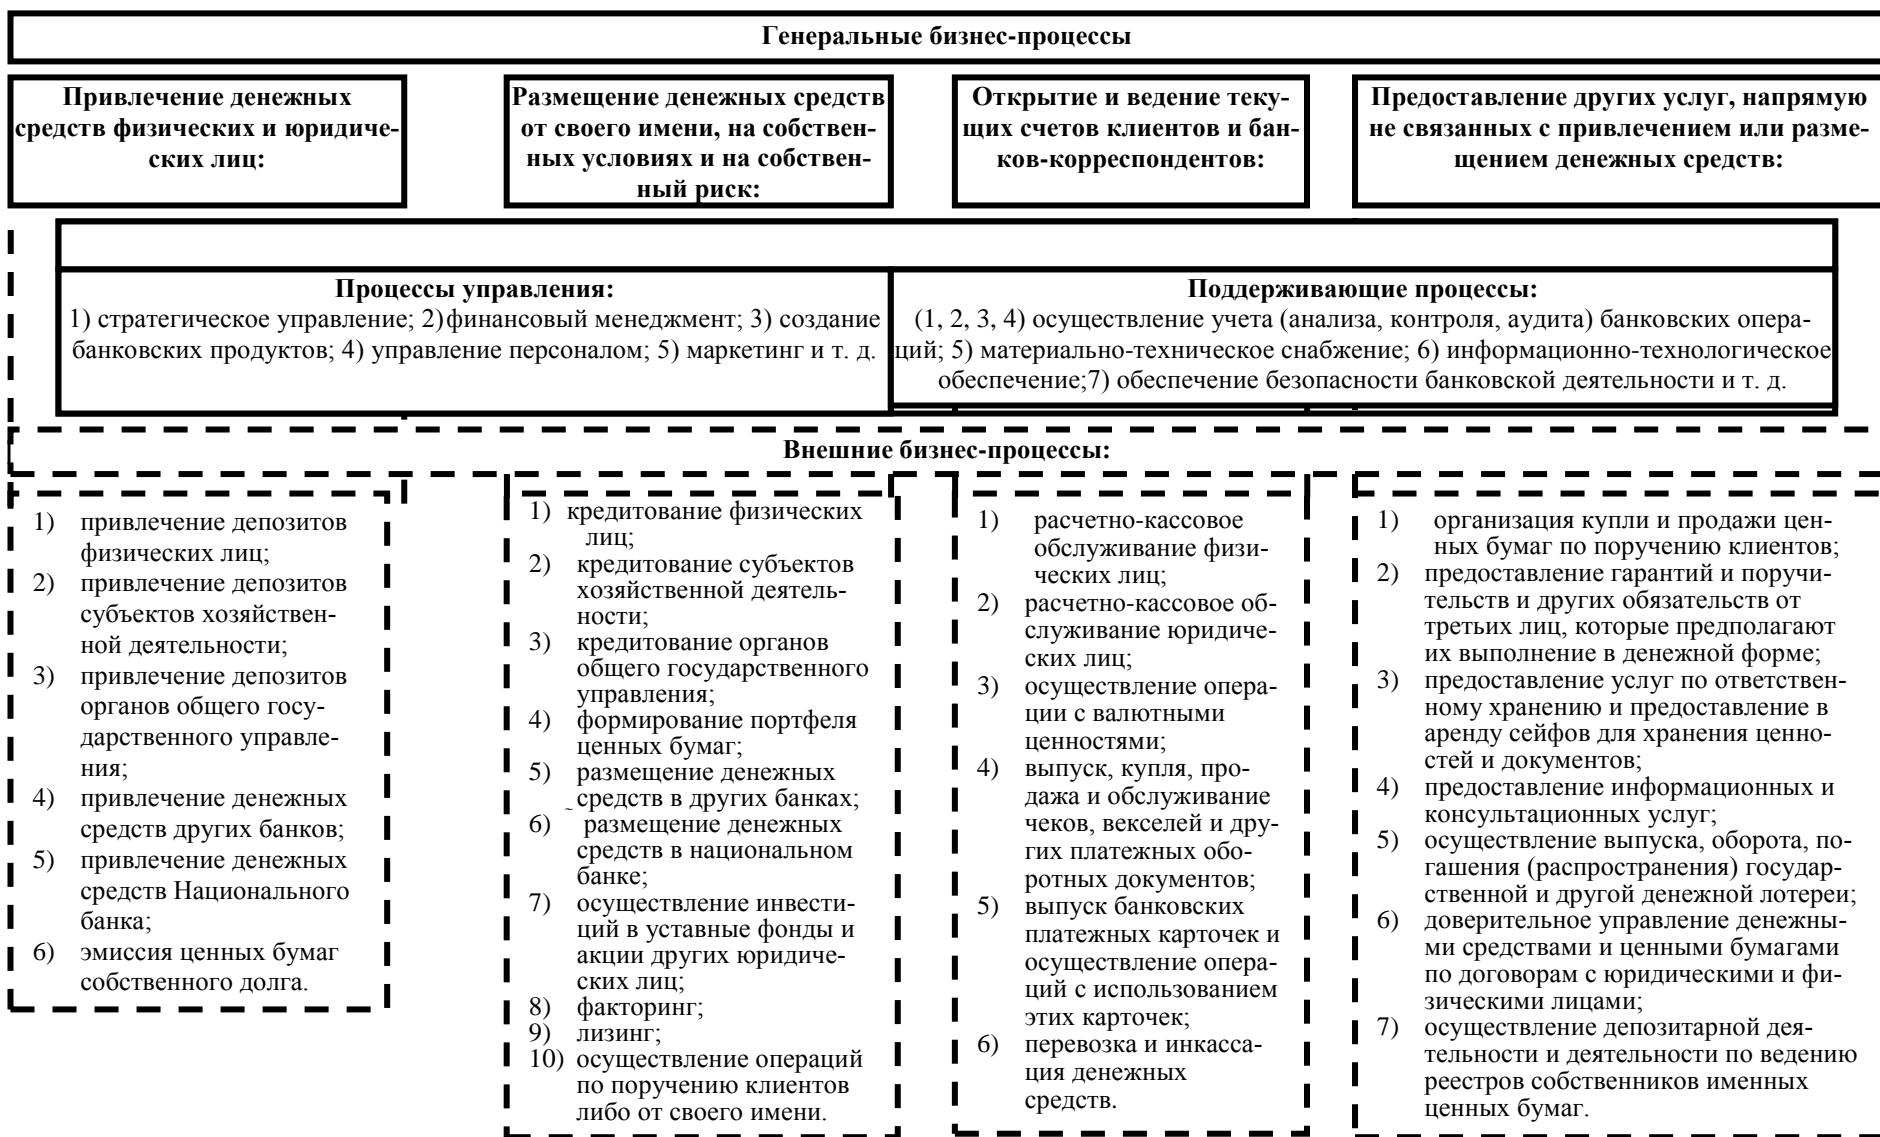 Генеральные бизнес-процессы
Привлечение денежных
средств физических и юридиче-
ских лиц:
Размещение денежных средств
от своего имени, на собствен-
ных условиях и на собствен-
ный риск:
Открытие и ведение теку-
щих счетов клиентов и бан-
ков-корреспондентов:
Предоставление других услуг, напрямую
не связанных с привлечением или разме-
щением денежных средств:
Процессы управления:
1) стратегическое управление; 2)финансовый менеджмент; 3) создание
банковских продуктов; 4) управление персоналом; 5) маркетинг и т. д.
Поддерживающие процессы:
(1, 2, 3, 4) осуществление учета (анализа, контроля, аудита) банковских опера-
ций; 5) материально-техническое снабжение; 6) информационно-технологическое
обеспечение;7) обеспечение безопасности банковской деятельности и т. д.
Внешние бизнес-процессы:
1) привлечение депозитов
физических лиц;
2) привлечение депозитов
субъектов хозяйствен-
ной деятельности;
3) привлечение депозитов
органов общего госу-
дарственного управле-
ния;
4) привлечение денежных
средств других банков;
5) привлечение денежных
средств Национального
банка;
6) эмиссия ценных бумаг
собственного долга.
1) кредитование физических
лиц;
2) кредитование субъектов
хозяйственной деятель-
ности;
3) кредитование органов
общего государственного
управления;
4) формирование портфеля
ценных бумаг;
5) размещение денежных
средств в других банках;
6) размещение денежных
средств в национальном
банке;
7) осуществление инвести-
ций в уставные фонды и
акции других юридиче-
ских лиц;
8) факторинг;
9) лизинг;
10) осуществление операций
по поручению клиентов
либо от своего имени.
1) расчетно-кассовое
обслуживание физи-
ческих лиц;
2) расчетно-кассовое об-
служивание юридиче-
ских лиц;
3) осуществление опера-
ции с валютными
ценностями;
4) выпуск, купля, про-
дажа и обслуживание
чеков, векселей и дру-
гих платежных обо-
ротных документов;
5) выпуск банковских
платежных карточек и
осуществление опера-
ций с использованием
этих карточек;
6) перевозка и инкасса-
ция денежных
средств.
1) организация купли и продажи цен-
ных бумаг по поручению клиентов;
2) предоставление гарантий и поручи-
тельств и других обязательств от
третьих лиц, которые предполагают
их выполнение в денежной форме;
3) предоставление услуг по ответствен-
ному хранению и предоставление в
аренду сейфов для хранения ценно-
стей и документов;
4) предоставление информационных и
консультационных услуг;
5) осуществление выпуска, оборота, по-
гашения (распространения) государ-
ственной и другой денежной лотереи;
6) доверительное управление денежны-
ми средствами и ценными бумагами
по договорам с юридическими и фи-
зическими лицами;
7) осуществление депозитарной дея-
тельности и деятельности по ведению
реестров собственников именных
ценных бумаг.